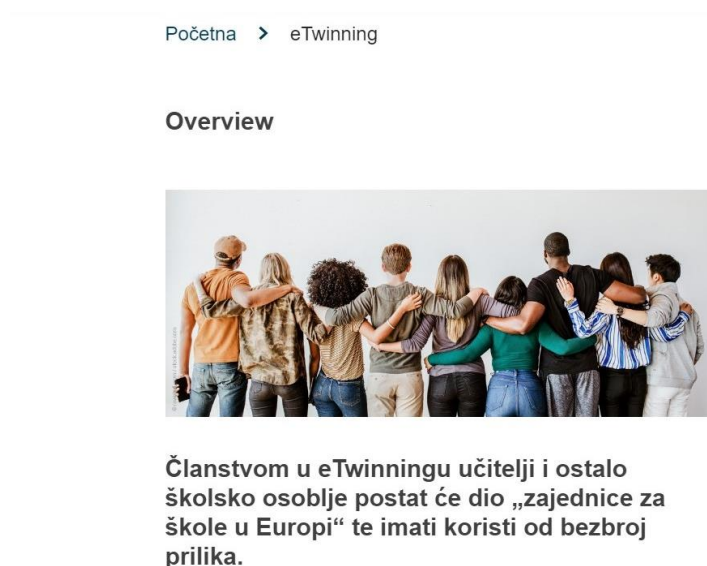 Početna > eTwinning
Overview
Članstvom u eTwinningu učitelji i ostalo
školsko osoblje postat će dio „zajednice za
škole u Europi“ te imati koristi od bezbroj
prilika.